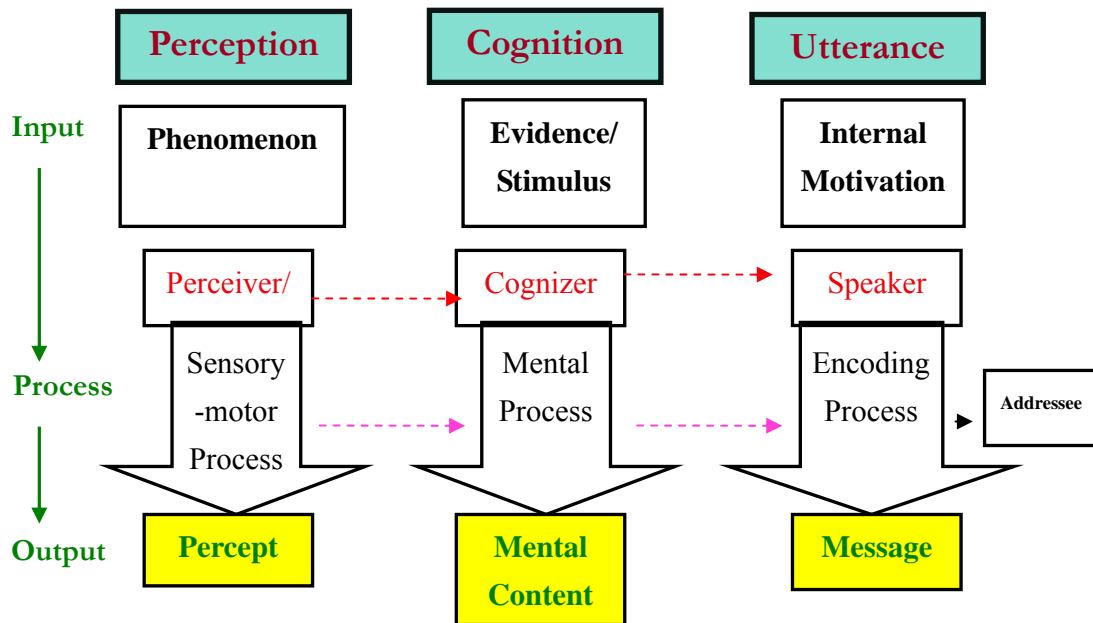 Perception
Cognition
Utterance
Input
Phenomenon
Evidence/
Stimulus
Internal
Motivation
Perceiver/
Cognizer
Speaker
Process
Sensory
-motor
Process
Mental
Process
Encoding
Process
Addressee
Output
Percept
Mental
Content
Message